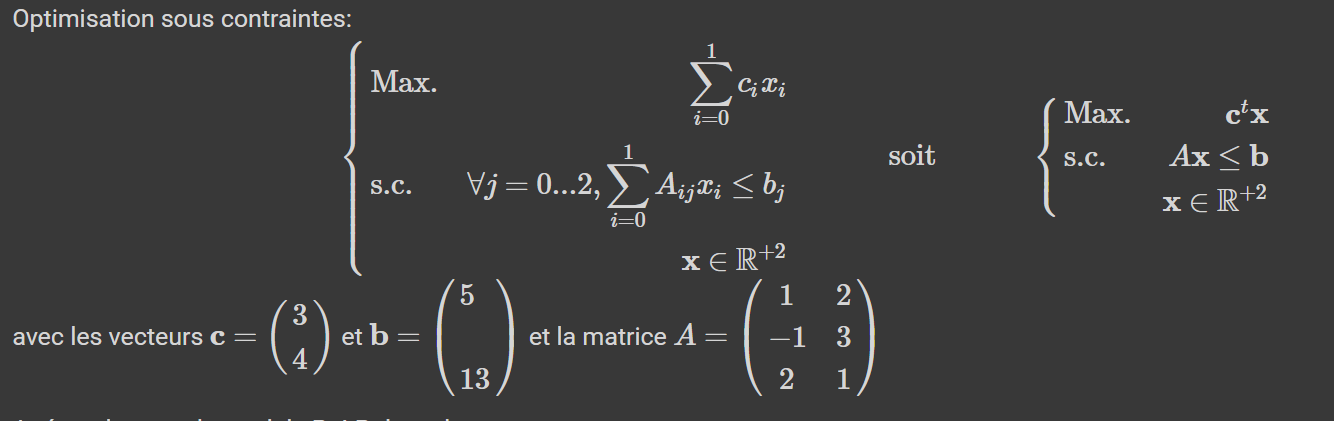 Optimisation sous contraintes:
{ Max. \sum_{i=0}^{1} c_i x_i
s.c. ∀j = 0...2, \sum_{i=0}^{1} A_{ij} x_i ≤ b_j
x ∈ ℝ^{+2}
soit
{ Max. c^t x
s.c. Ax ≤ b
x ∈ ℝ^{+2}
avec les vecteurs c = (3 4) et b = (5 13) et la matrice A = (1 2 -1 3 2 1)